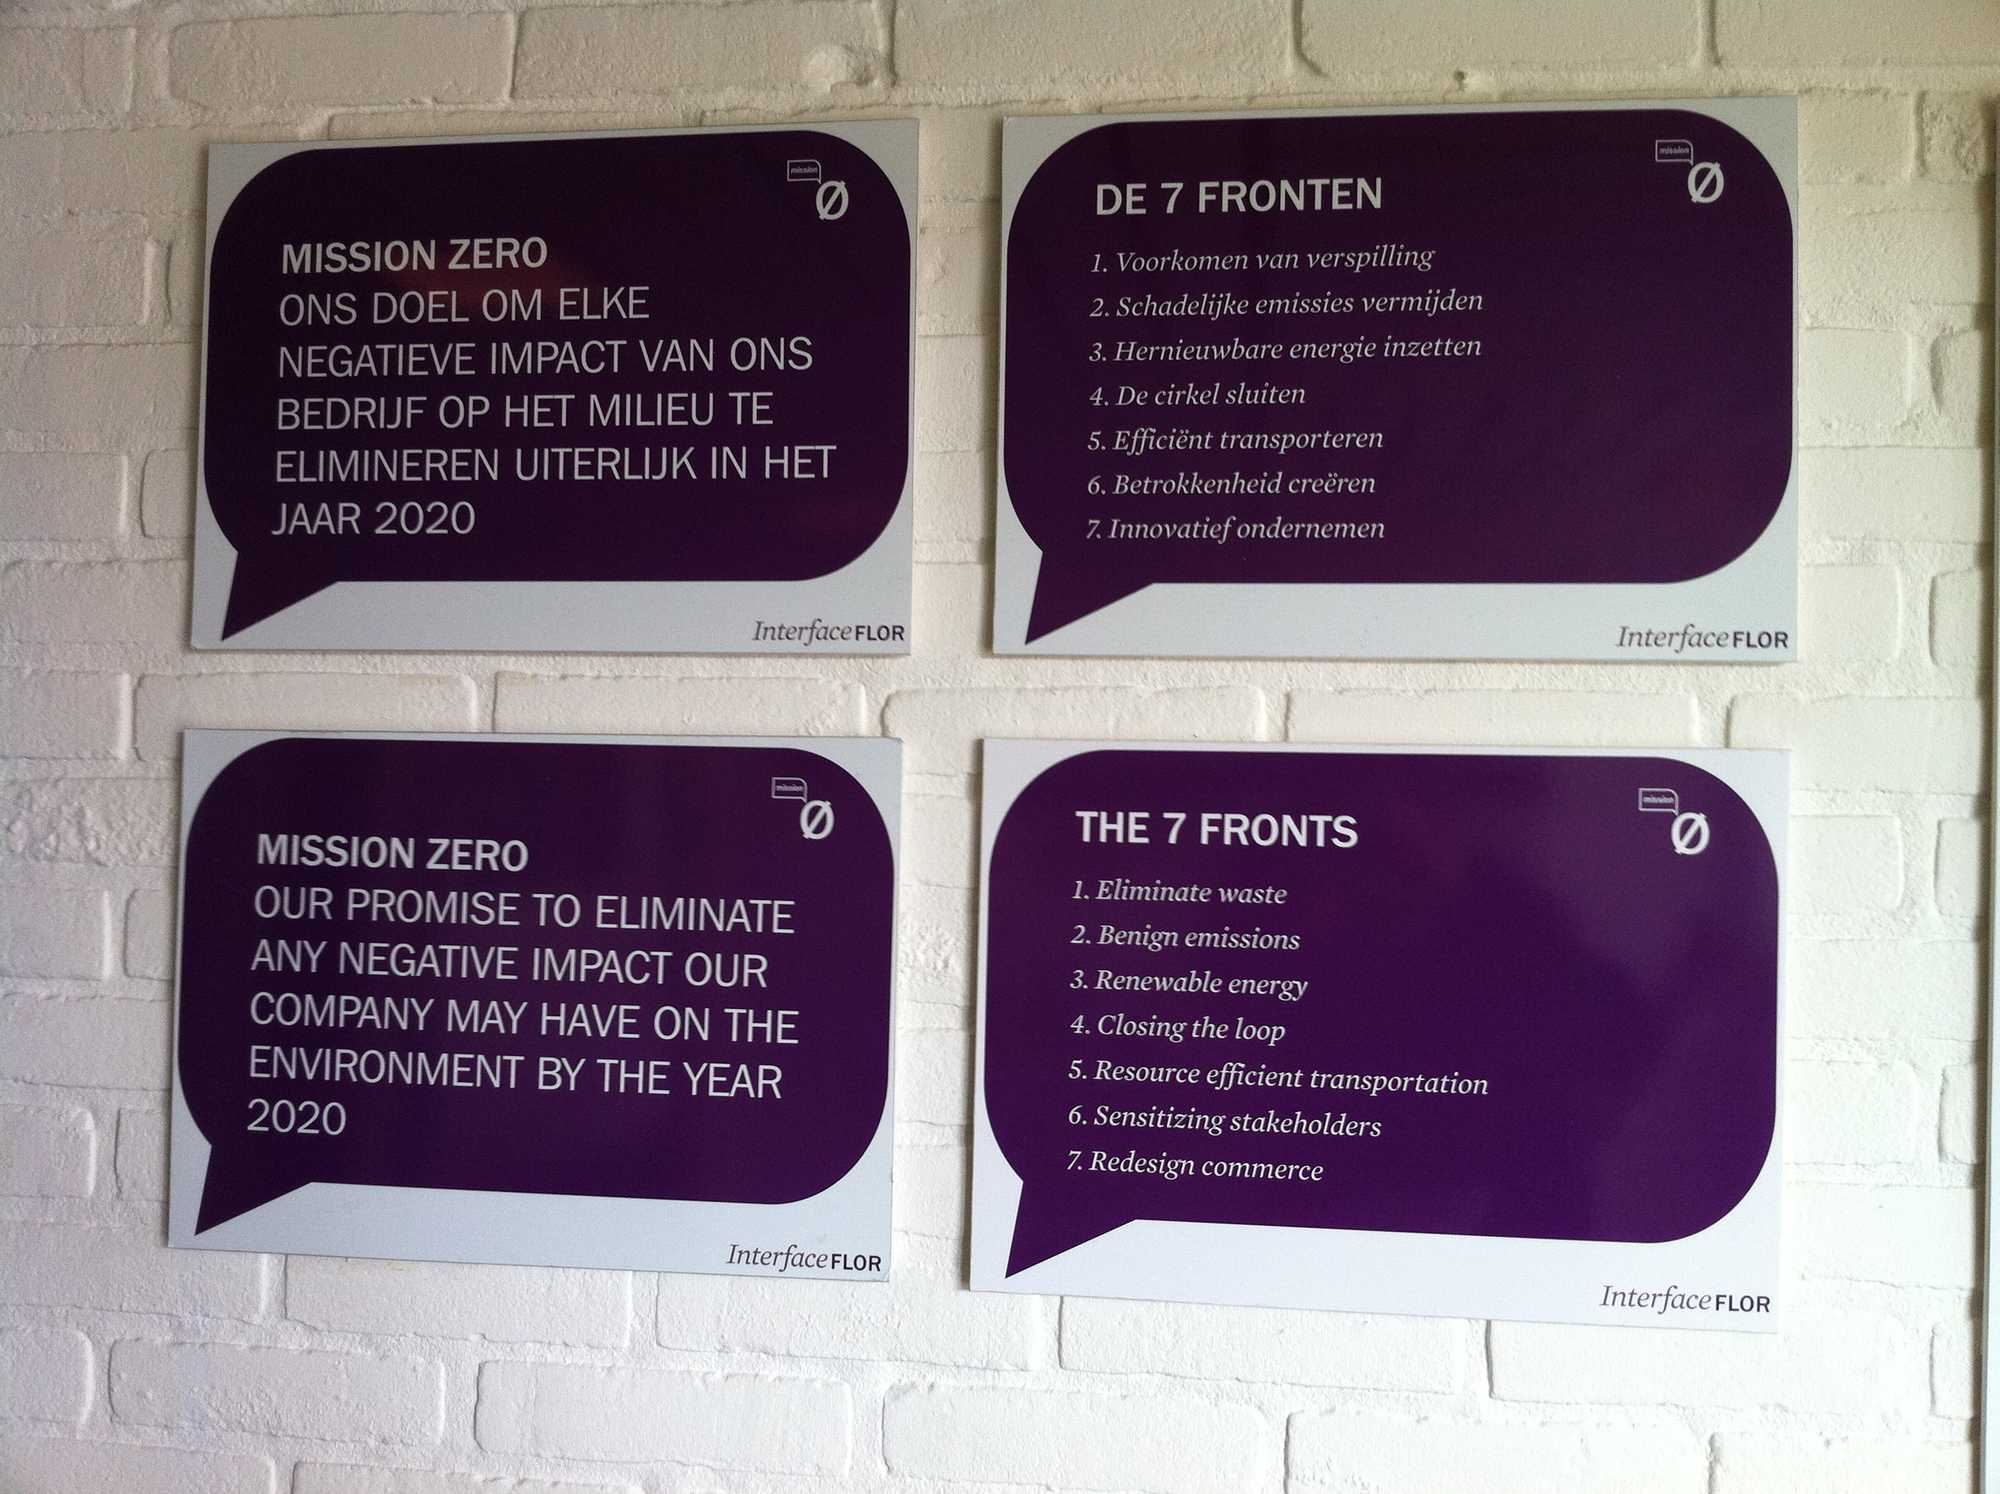 mission
Ø
MISSION ZERO
ONS DOEL OM ELKE
NEGATIEVE IMPACT VAN ONS
BEDRIJF OP HET MILIEU TE
ELIMINEREN UITERLIJK IN HET
JAAR 2020
InterfaceFLOR
mission
Ø
DE 7 FRONTEN
1. Voorkomen van verspilling
2. Schadelijke emissies vermijden
3. Hernieuwbare energie inzetten
4. De cirkel sluiten
5. Efficiënt transporteren
6. Betrokkenheid creëren
7. Innovatief ondernemen
InterfaceFLOR
mission
Ø
MISSION ZERO
OUR PROMISE TO ELIMINATE
ANY NEGATIVE IMPACT OUR
COMPANY MAY HAVE ON THE
ENVIRONMENT BY THE YEAR
2020
InterfaceFLOR
mission
Ø
THE 7 FRONTS
1. Eliminate waste
2. Benign emissions
3. Renewable energy
4. Closing the loop
5. Resource efficient transportation
6. Sensitizing stakeholders
7. Redesign commerce
InterfaceFLOR